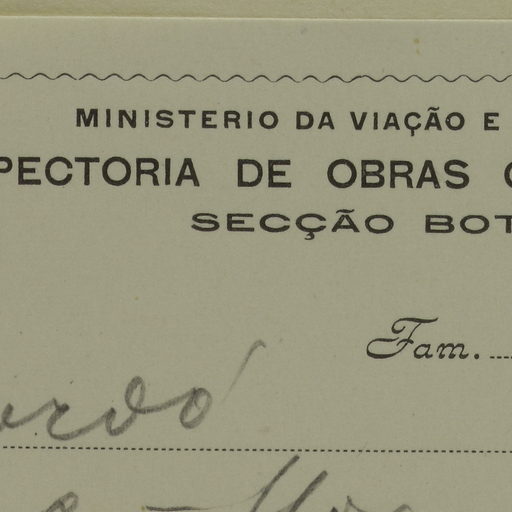 MINISTERIO DA VIAÇÃO E
PECTORIA DE OBRAS C
SECÇÃO BOT
Fam.